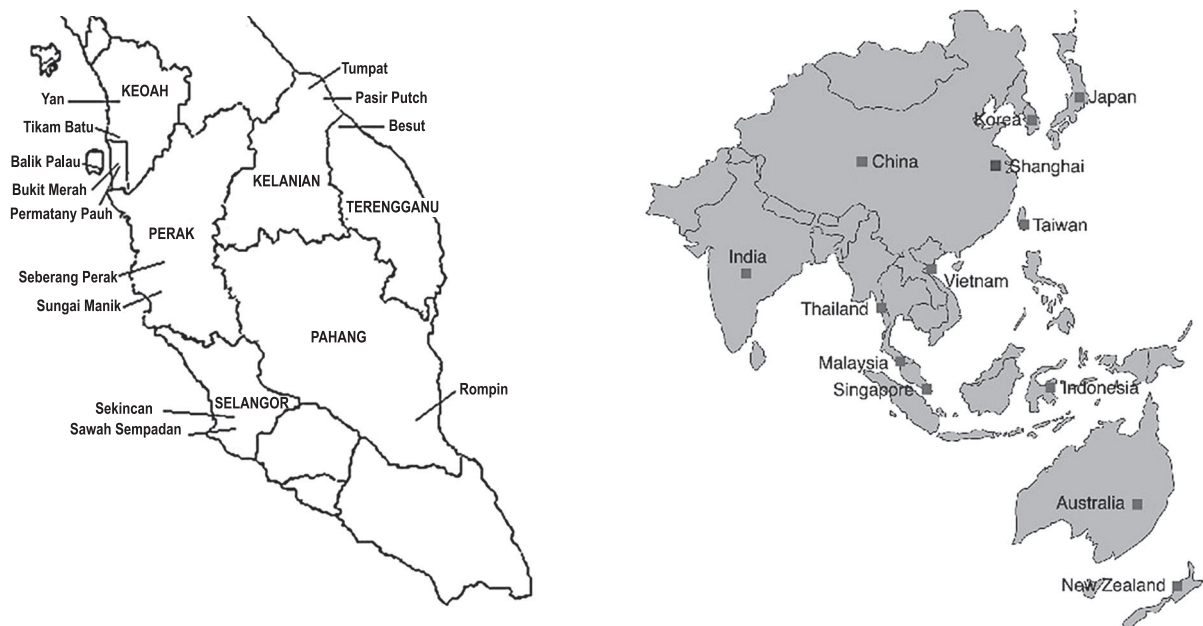 Tumpat
KEOAH
Yan
Pasir Putch
Tikam Batu
Besut
Balik Palau
KELANIAN
Bukit Merah
TERENGGANU
Permatany Pauh
PERAK
Seberang Perak
Sungai Manik
PAHANG
Rompin
SELANGOR
Sekincan
Sawah Sempadan
Japan
Korea
China
Shanghai
Taiwan
India
Vietnam
Thailand
Malaysia
Singapore
Indonesia
Australia
New Zealand